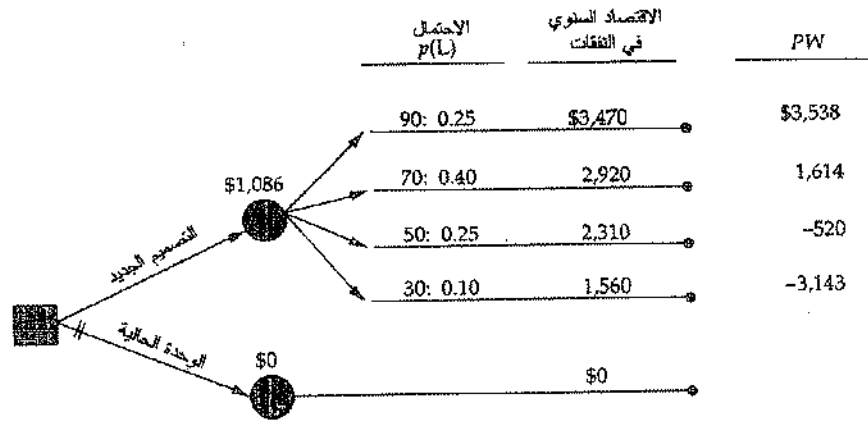 الاحتمال p(L)
الاقتصاد السنوي في النفقات
PW
90: 0.25 $3,470 $3,538
$1,086
70: 0.40 2,920 1,614
50: 0.25 2,310 –520
30: 0.10 1,560 –3,143
التصميم الجديد
الوحدة الحالية
$0
$0